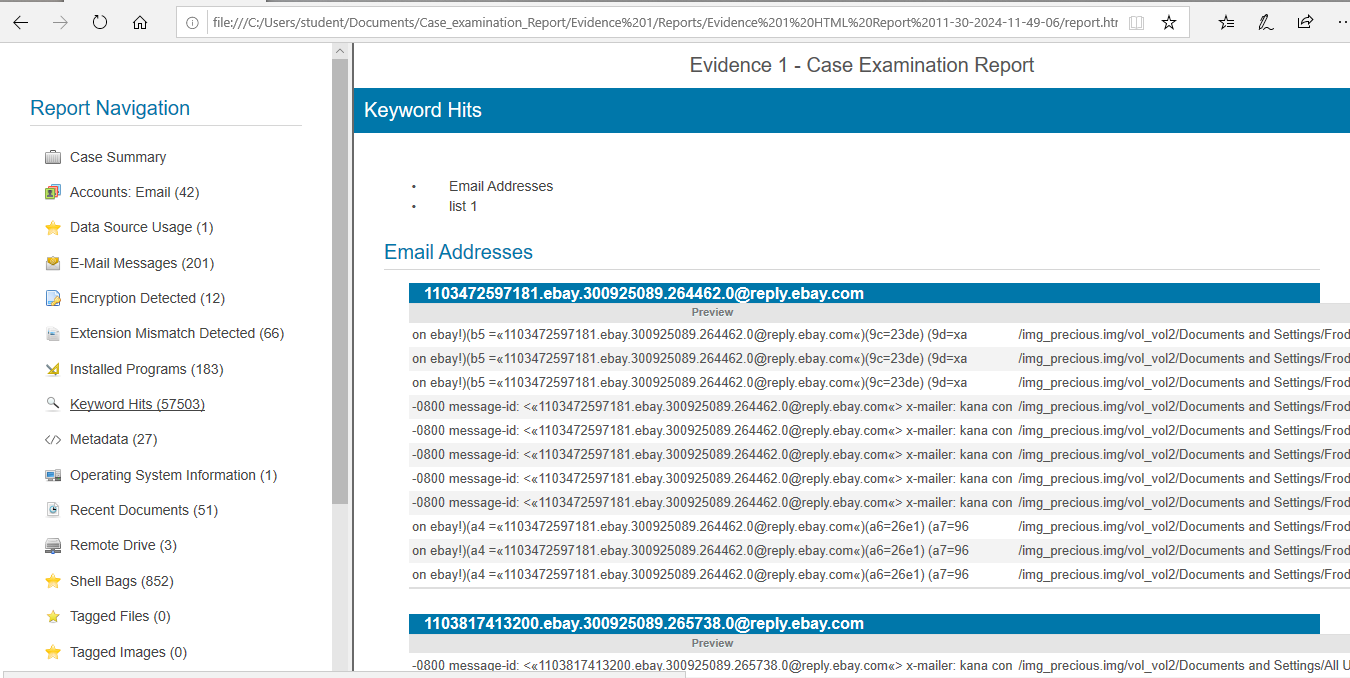 file:///C:/Users/student/Documents/Case_examination_Report/Evidence%201/Reports/Evidence%201%20HTML%20Report%2011-30-2024-11-49-06/report.htr
Report Navigation
Case Summary
Accounts: Email (42)
Data Source Usage (1)
E-Mail Messages (201)
Encryption Detected (12)
Extension Mismatch Detected (66)
Installed Programs (183)
Keyword Hits (57503)
Metadata (27)
Operating System Information (1)
Recent Documents (51)
Remote Drive (3)
Shell Bags (852)
Tagged Files (0)
Tagged Images (0)
Evidence 1 - Case Examination Report
Keyword Hits
• Email Addresses
• list 1
Email Addresses
1103472597181.ebay.300925089.264462.0@reply.ebay.com
Preview
on ebay!)(b5 =«1103472597181.ebay.300925089.264462.0@reply.ebay.com«)(9c=23de) (9d=xa /img_precious.img/vol_vol2/Documents and Settings/Frod
on ebay!)(b5 =«1103472597181.ebay.300925089.264462.0@reply.ebay.com«)(9c=23de) (9d=xa /img_precious.img/vol_vol2/Documents and Settings/Frod
on ebay!)(b5 =«1103472597181.ebay.300925089.264462.0@reply.ebay.com«)(9c=23de) (9d=xa /img_precious.img/vol_vol2/Documents and Settings/Frod
-0800 message-id: <«1103472597181.ebay.300925089.264462.0@reply.ebay.com«> x-mailer: kana con /img_precious.img/vol_vol2/Documents and Settings/Frod
-0800 message-id: <«1103472597181.ebay.300925089.264462.0@reply.ebay.com«> x-mailer: kana con /img_precious.img/vol_vol2/Documents and Settings/Frod
-0800 message-id: <«1103472597181.ebay.300925089.264462.0@reply.ebay.com«> x-mailer: kana con /img_precious.img/vol_vol2/Documents and Settings/Frod
-0800 message-id: <«1103472597181.ebay.300925089.264462.0@reply.ebay.com«> x-mailer: kana con /img_precious.img/vol_vol2/Documents and Settings/Frod
-0800 message-id: <«1103472597181.ebay.300925089.264462.0@reply.ebay.com«> x-mailer: kana con /img_precious.img/vol_vol2/Documents and Settings/Frod
on ebay!)(a4 =«1103472597181.ebay.300925089.264462.0@reply.ebay.com«)(a6=26e1) (a7=96 /img_precious.img/vol_vol2/Documents and Settings/Frod
on ebay!)(a4 =«1103472597181.ebay.300925089.264462.0@reply.ebay.com«)(a6=26e1) (a7=96 /img_precious.img/vol_vol2/Documents and Settings/Frod
on ebay!)(a4 =«1103472597181.ebay.300925089.264462.0@reply.ebay.com«)(a6=26e1) (a7=96 /img_precious.img/vol_vol2/Documents and Settings/Frod
1103817413200.ebay.300925089.265738.0@reply.ebay.com
Preview
-0800 message-id: <«1103817413200.ebay.300925089.265738.0@reply.ebay.com«> x-mailer: kana con /img_precious.img/vol_vol2/Documents and Settings/All U